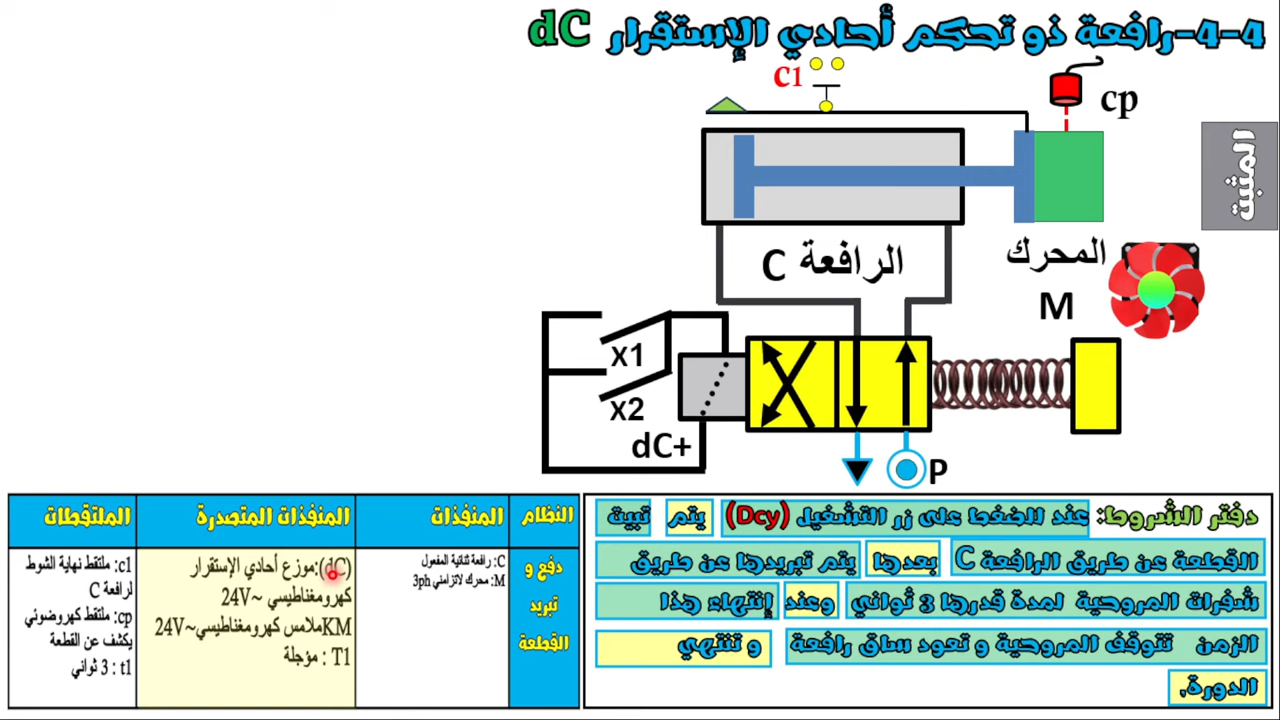 4-4-رافعة ذو تحكم أحادي الإستقرار dC
c1
cp
المثبت
الرافعة C
المحرك
M
X1
X2
dC+
P
دفتر الشروط: عند الضغط على زر التشغيل (Dcy) يتم تبيت
القطعة عن طريق الرافعة C بعدها يتم تبريدها عن طريق
شفرات المروحية لمدة قدرها 3 ثواني وعند إنتهاء هذا
الزمن تتوقف المروحية و تعود ساق رافعة و تنتهي
الدورة.
النظام
المنفذات
المنفذات المتصدرة
الملتقطات
دفع و
تبريد
القطعة
C: رافعة ثنائية المفعول
M: محرك لاتزامني 3ph
(dC):موزع أحادي الإستقرار
كهرومغناطيسي ~24V
KMملامس كهرومغناطيسي~24V
T1 : مؤجلة
c1: ملتقط نهاية الشوط
لرافعة C
cp: ملتقط كهروضوئي
يكشف عن القطعة
t1 : 3 ثواني